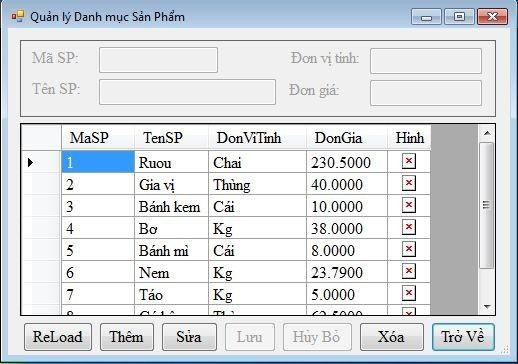 Quản lý Danh mục Sản Phẩm
Mã SP: Đơn vị tính:
Tên SP: Đơn giá:
MaSP TenSP DonViTinh DonGia Hinh
1 Ruou Chai 230.5000
2 Gia vị Thùng 40.0000
3 Bánh kem Cái 10.0000
4 Bơ Kg 38.0000
5 Bánh mì Cái 8.0000
6 Nem Kg 23.7900
7 Táo Kg 5.0000
8 62.5000
ReLoad Thêm Sửa Lưu Hủy Bỏ Xóa Trở Về